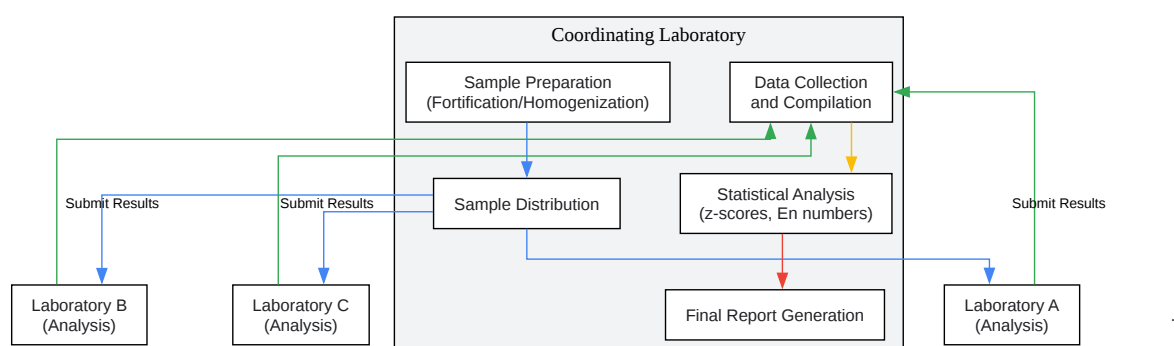 Coordinating Laboratory
Sample Preparation
(Fortification/Homogenization)
Data Collection
and Compilation
Sample Distribution
Statistical Analysis
(z-scores, En numbers)
Submit Results
Submit Results
Submit Results
Laboratory B
(Analysis)
Laboratory C
(Analysis)
Final Report Generation
Laboratory A
(Analysis)
.